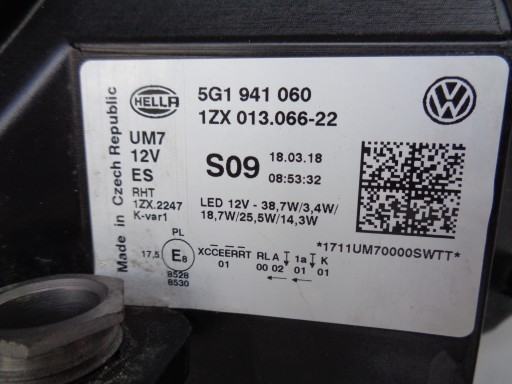 Made in Czech Republic
HELLA
5G1 941 060
1ZX 013.066-22
UM7
12V
ES
RHT
1ZX.2247
K-var1
S09
18.03.18
08:53:32
LED 12V - 38,7W/3,4W/
18,7W/25,5W/14,3W
*1711UM70000SWTT*
PL
17,5
E8
8528
8530
XCCEERRT RL A ↓ 1a ↓ K
01 00 02 01 01
← ←